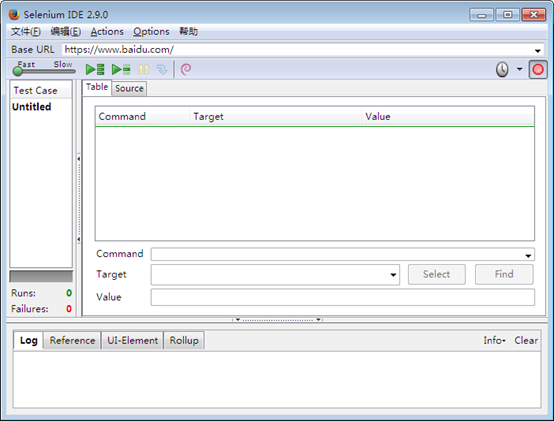 Selenium IDE 2.9.0
文件(F) 编辑(E) Actions Options 帮助
Base URL https://www.baidu.com/
Fast Slow
Test Case
Untitled
Table Source
Command Target Value
Command
Target Select Find
Value
Runs: 0
Failures: 0
Log Reference UI-Element Rollup Info Clear